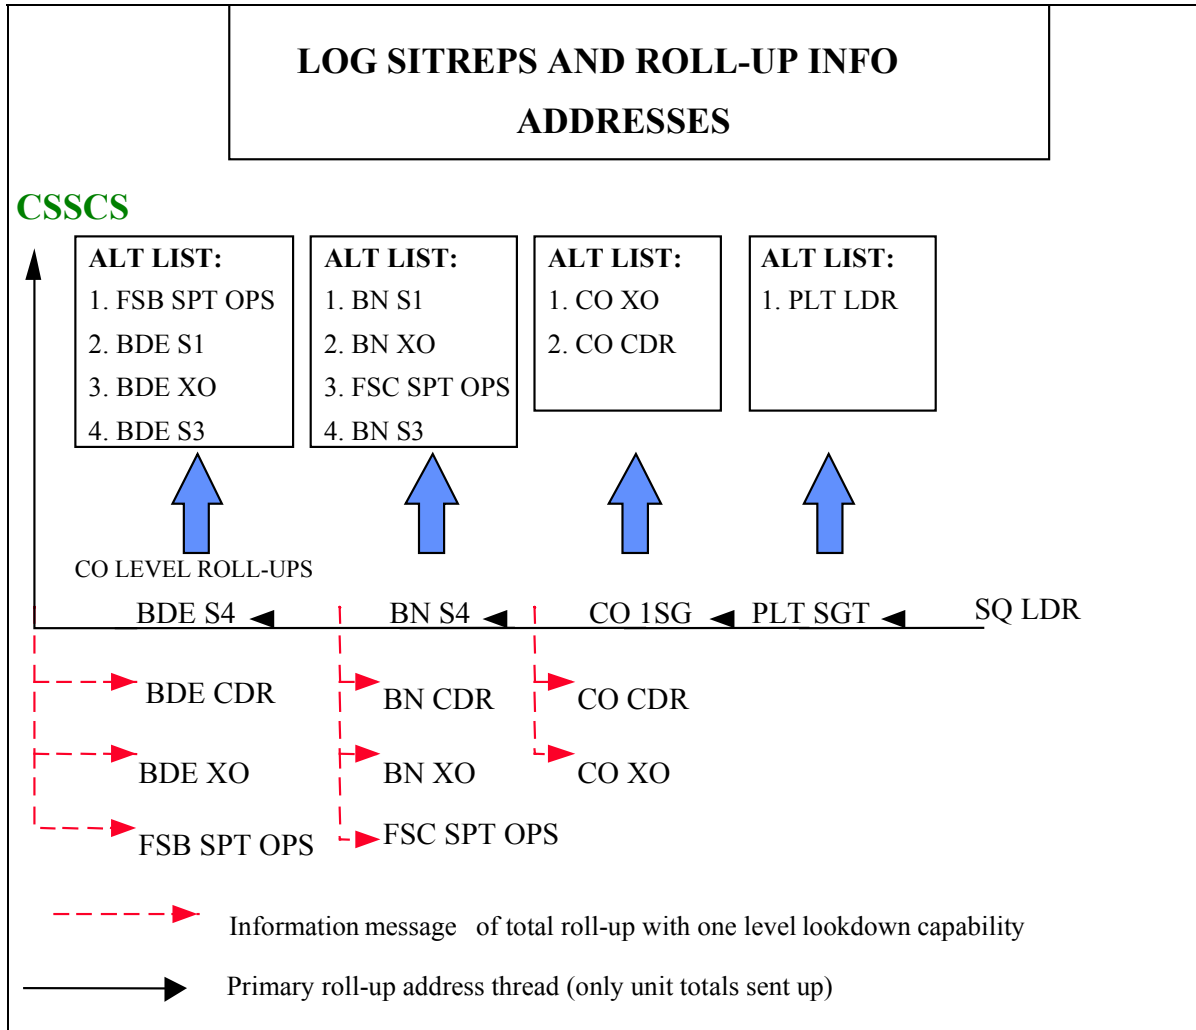 LOG SITREPS AND ROLL-UP INFO
ADDRESSES
CSSCS
ALT LIST:
1. FSB SPT OPS
2. BDE S1
3. BDE XO
4. BDE S3
ALT LIST:
1. BN S1
2. BN XO
3. FSC SPT OPS
4. BN S3
ALT LIST:
1. CO XO
2. CO CDR
ALT LIST:
1. PLT LDR
CO LEVEL ROLL-UPS
BDE S4
BN S4
CO 1SG
PLT SGT
SQ LDR
BDE CDR
BDE XO
FSB SPT OPS
BN CDR
BN XO
FSC SPT OPS
CO CDR
CO XO
Information message of total roll-up with one level lookdown capability
Primary roll-up address thread (only unit totals sent up)